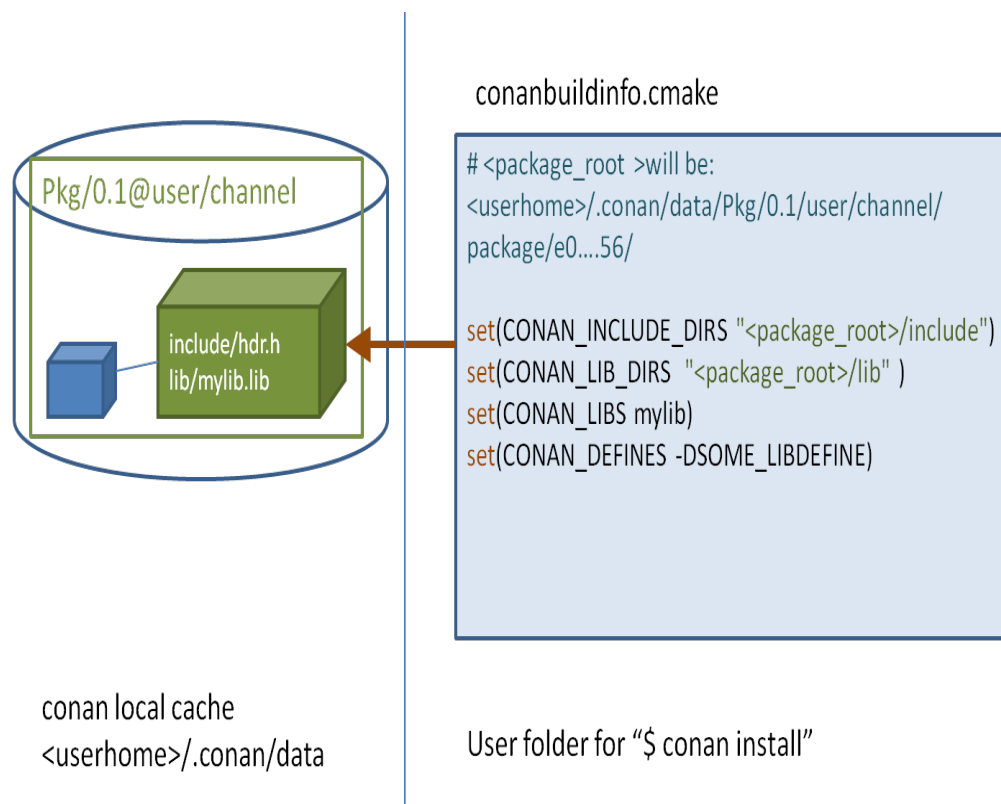 Pkg/0.1@user/channel
include/hdr.h
lib/mylib.lib
conan local cache
<userhome>/.conan/data
conanbuildinfo.cmake
# <package_root >will be:
<userhome>/.conan/data/Pkg/0.1/user/channel/
package/e0....56/
set(CONAN_INCLUDE_DIRS "<package_root>/include")
set(CONAN_LIB_DIRS "<package_root>/lib" )
set(CONAN_LIBS mylib)
set(CONAN_DEFINES -DSOME_LIBDEFINE)
User folder for “$ conan install”